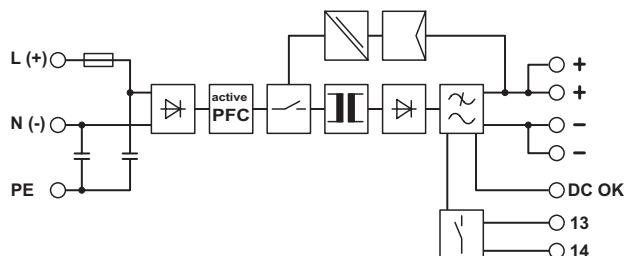 L (+)
N (-)
PE
active
PFC
+
+
−
−
DC OK
13
14